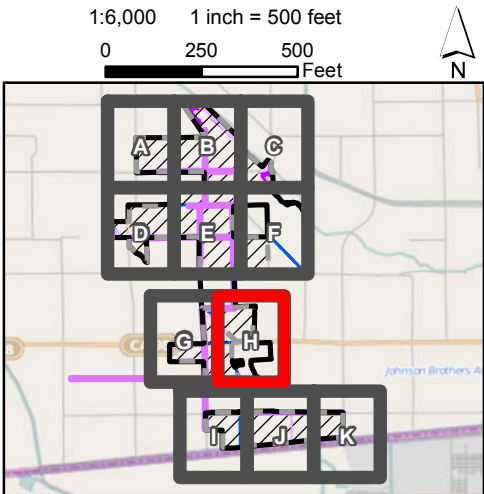 1:6,000 1 inch = 500 feet
0 250 500
Feet
N
A B C
D E F
G H
Johnson Brothers A
I J K